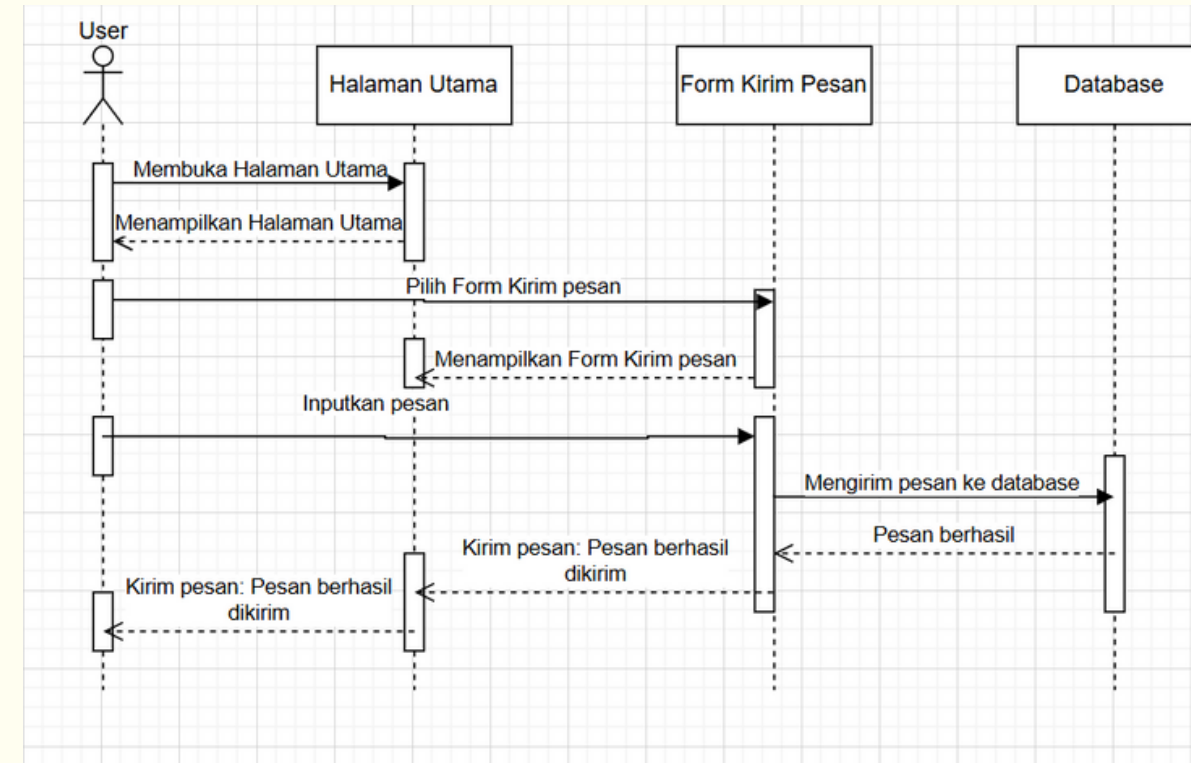 User
Halaman Utama
Form Kirim Pesan
Database
Membuka Halaman Utama
Menampilkan Halaman Utama
Pilih Form Kirim pesan
Menampilkan Form Kirim pesan
Inputkan pesan
Mengirim pesan ke database
Pesan berhasil
Kirim pesan: Pesan berhasil
dikirim
Kirim pesan: Pesan berhasil
dikirim